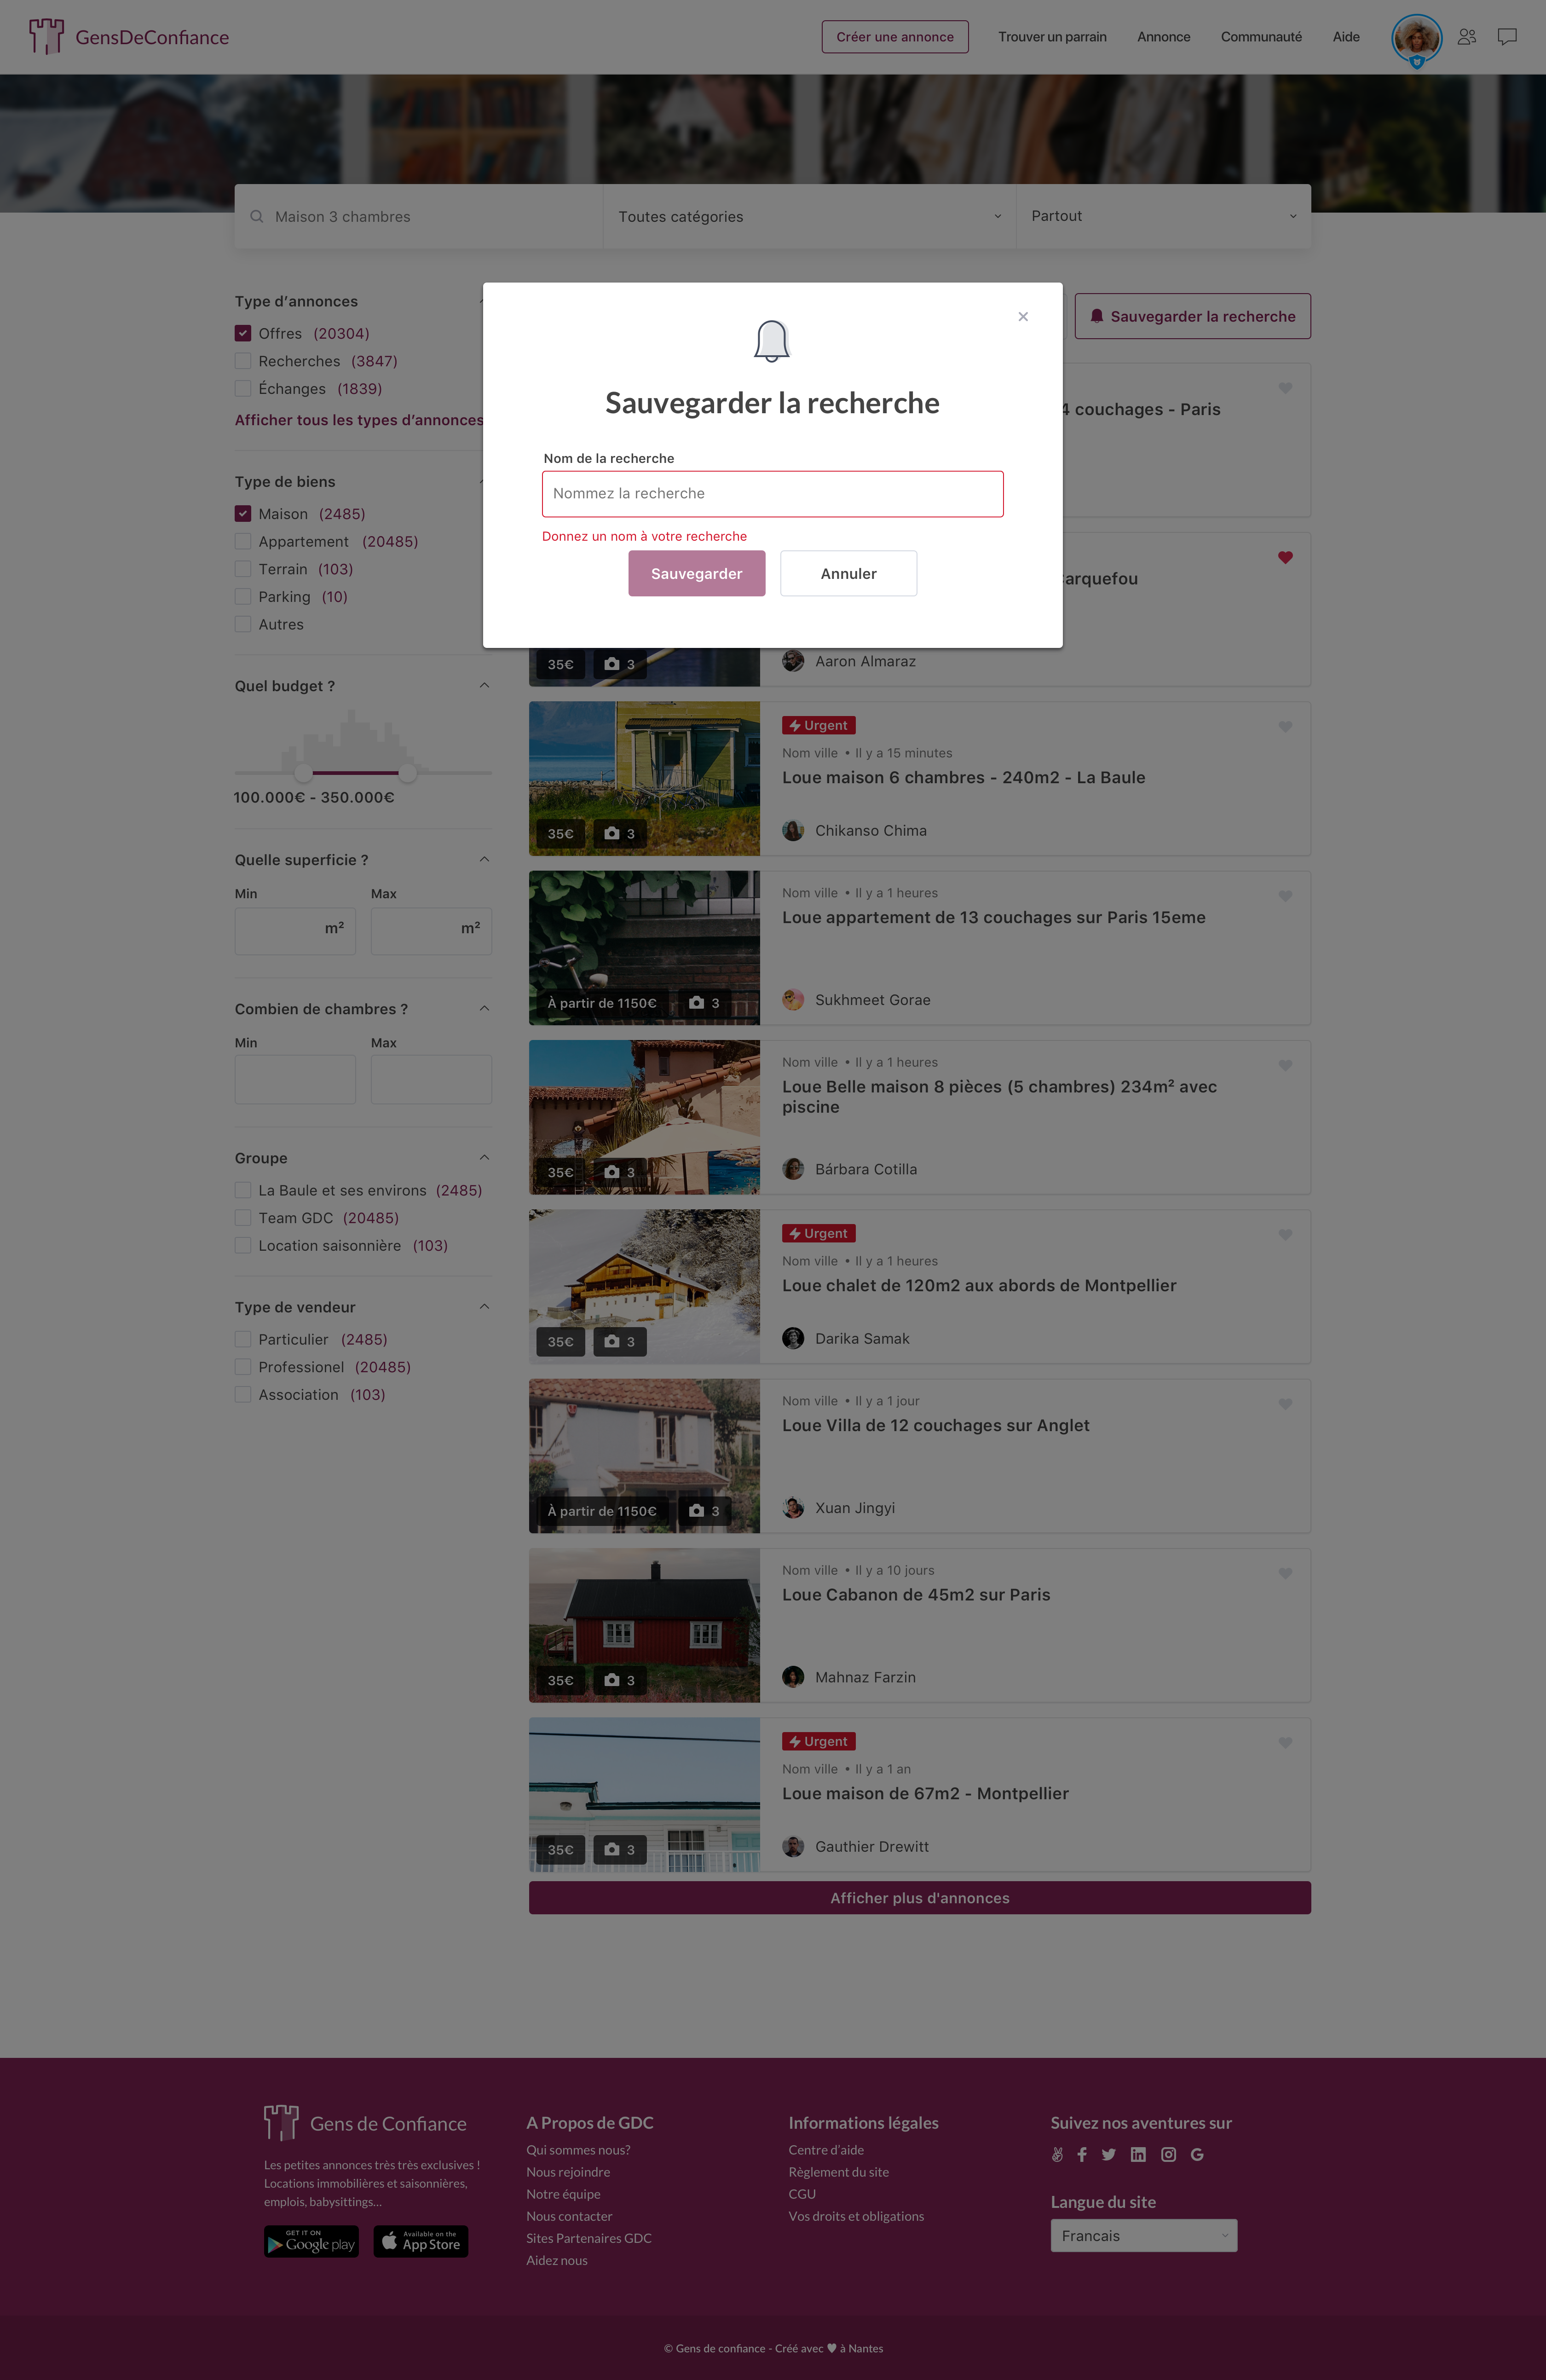 GensDeConfiance
Créer une annonce
Trouver un parrain
Annonce
Communauté
Aide
Maison 3 chambres
Toutes catégories
Partout
Sauvegarder la recherche
Sauvegarder la recherche
Nom de la recherche
Nommez la recherche
Donnez un nom à votre recherche
Sauvegarder
Annuler
Type d’annonces
Offres (20304)
Recherches (3847)
Échanges (1839)
Afficher tous les types d’annonces
Type de biens
Maison (2485)
Appartement (20485)
Terrain (103)
Parking (10)
Autres
Quel budget ?
100.000€ - 350.000€
Quelle superficie ?
Min
Max
m²
m²
Combien de chambres ?
Min
Max
Groupe
La Baule et ses environs (2485)
Team GDC (20485)
Location saisonnière (103)
Type de vendeur
Particulier (2485)
Professionel (20485)
Association (103)
4 couchages - Paris
arquefou
35€
3
Aaron Almaraz
Urgent
Nom ville • Il y a 15 minutes
Loue maison 6 chambres - 240m2 - La Baule
35€
3
Chikanso Chima
Nom ville • Il y a 1 heures
Loue appartement de 13 couchages sur Paris 15eme
À partir de 1150€
3
Sukhmeet Gorae
Nom ville • Il y a 1 heures
Loue Belle maison 8 pièces (5 chambres) 234m² avec
piscine
35€
3
Bárbara Cotilla
Urgent
Nom ville • Il y a 1 heures
Loue chalet de 120m2 aux abords de Montpellier
35€
3
Darika Samak
Nom ville • Il y a 1 jour
Loue Villa de 12 couchages sur Anglet
À partir de 1150€
3
Xuan Jingyi
Nom ville • Il y a 10 jours
Loue Cabanon de 45m2 sur Paris
35€
3
Mahnaz Farzin
Urgent
Nom ville • Il y a 1 an
Loue maison de 67m2 - Montpellier
35€
3
Gauthier Drewitt
Afficher plus d'annonces
Gens de Confiance
Les petites annonces très très exclusives !
Locations immobilières et saisonnières,
emplois, babysittings...
GET IT ON
Google play
Available on the
App Store
A Propos de GDC
Qui sommes nous?
Nous rejoindre
Notre équipe
Nous contacter
Sites Partenaires GDC
Aidez nous
Informations légales
Centre d’aide
Règlement du site
CGU
Vos droits et obligations
Suivez nos aventures sur
Langue du site
Francais
© Gens de confiance - Créé avec ♥ à Nantes